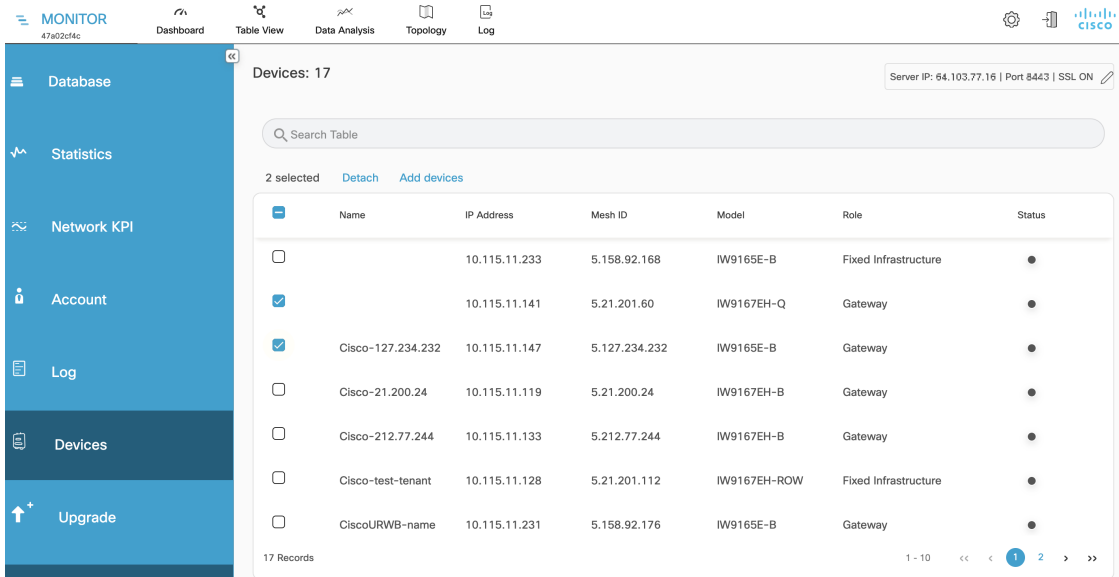 MONITOR
47a02cf4c
Dashboard
Table View
Data Analysis
Topology
Log
Log
CISCO
Database
Statistics
Network KPI
Account
Log
Devices
Upgrade
Devices: 17
Server IP: 64.103.77.16 | Port 8443 | SSL ON
Search Table
2 selected Detach Add devices
Name IP Address Mesh ID Model Role Status
10.115.11.233 5.158.92.168 IW9165E-B Fixed Infrastructure
10.115.11.141 5.21.201.60 IW9167EH-Q Gateway
Cisco-127.234.232 10.115.11.147 5.127.234.232 IW9165E-B Gateway
Cisco-21.200.24 10.115.11.119 5.21.200.24 IW9167EH-B Gateway
Cisco-212.77.244 10.115.11.133 5.212.77.244 IW9167EH-B Gateway
Cisco-test-tenant 10.115.11.128 5.21.201.112 IW9167EH-ROW Fixed Infrastructure
CiscoURWB-name 10.115.11.231 5.158.92.176 IW9165E-B Gateway
17 Records 1 - 10 << < 1 2 > >>